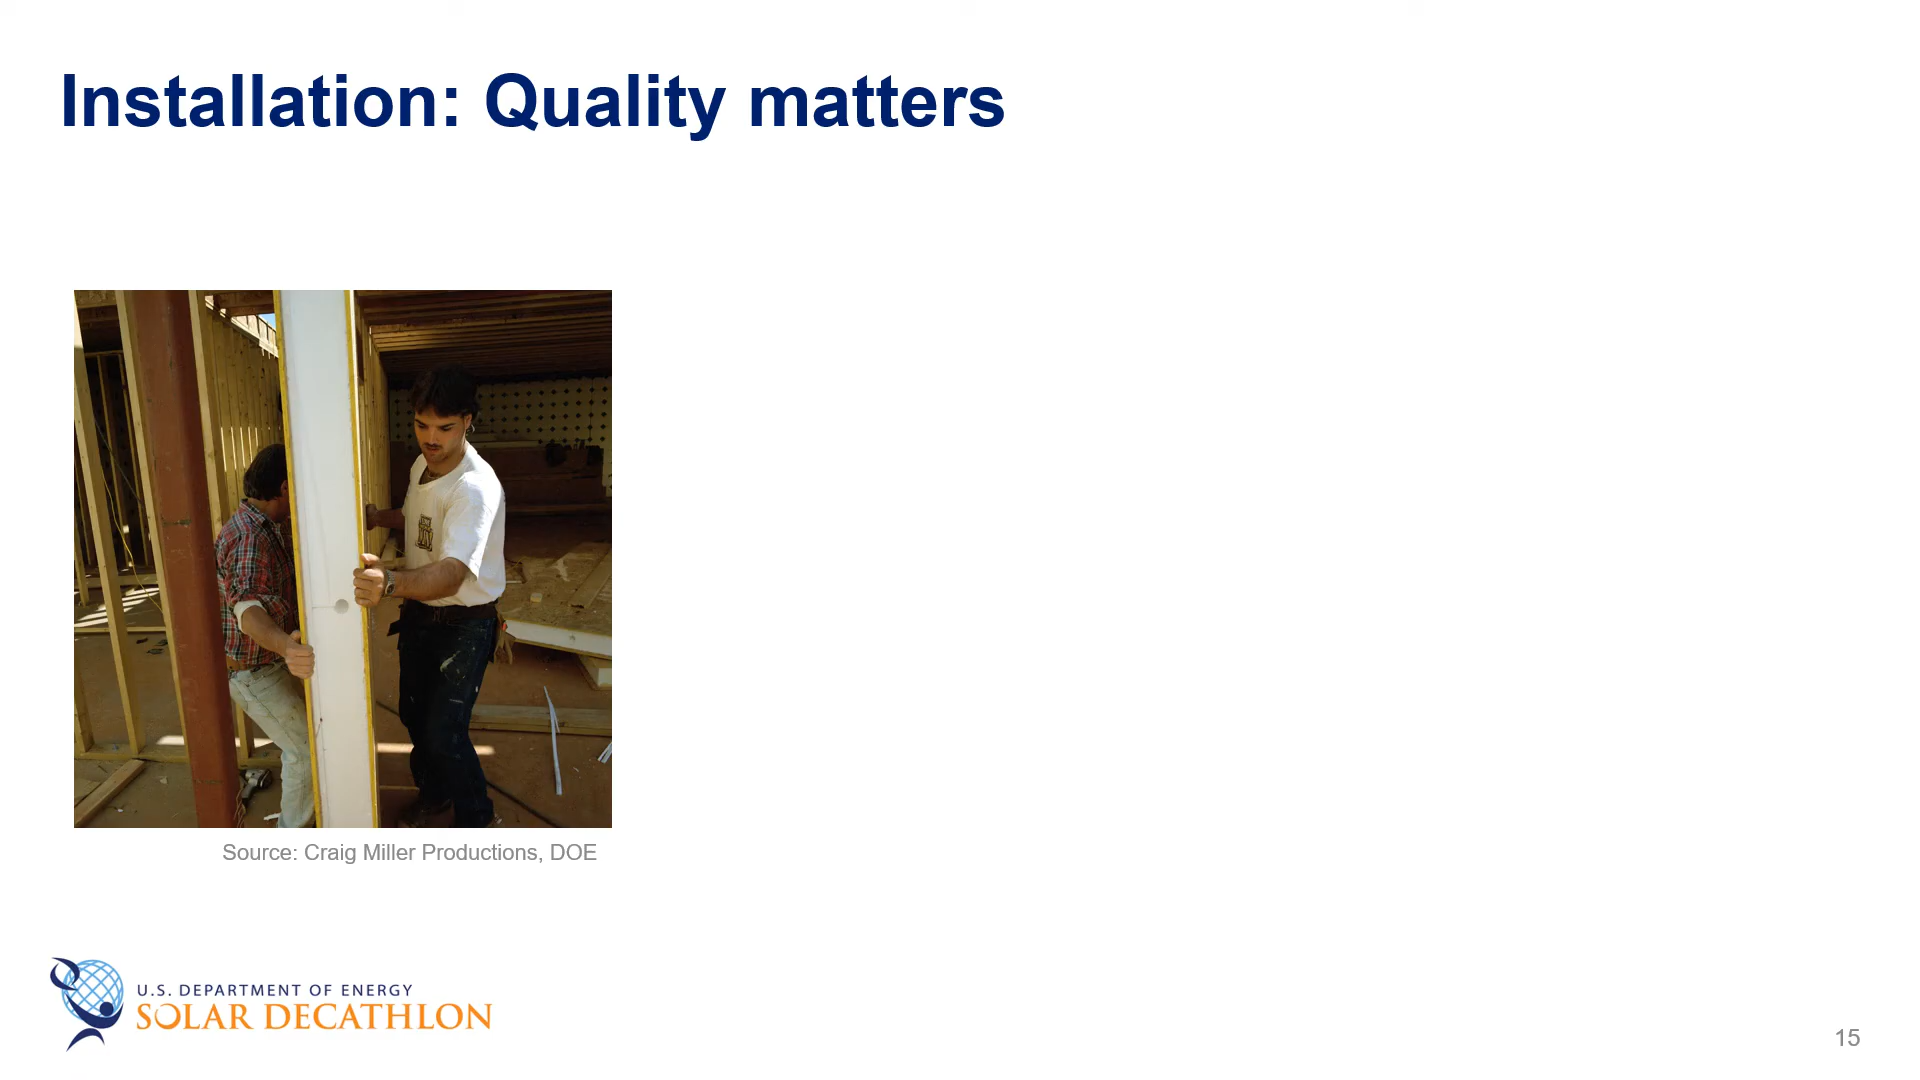 Installation: Quality matters
Source: Craig Miller Productions, DOE
U.S. DEPARTMENT OF ENERGY
SOLAR DECATHLON
15